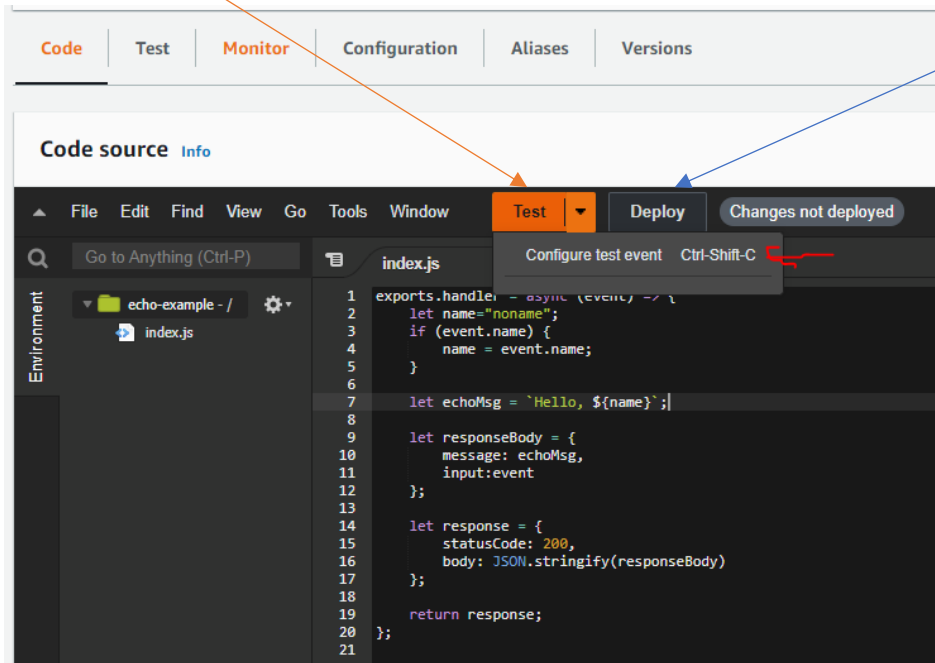 Code Test Monitor Configuration Aliases Versions
Code source Info
File Edit Find View Go Tools Window Test Deploy Changes not deployed
Go to Anything (Ctrl-P)
index.js
Configure test event Ctrl-Shift-C
Environment
echo-example - /
index.js
1 exports.handler = async (event) => {
2 let name="noname";
3 if (event.name) {
4 name = event.name;
5 }
6
7 let echoMsg = `Hello, ${name}`;
8
9 let responseBody = {
10 message: echoMsg,
11 input:event
12 };
13
14 let response = {
15 statusCode: 200,
16 body: JSON.stringify(responseBody)
17 };
18
19 return response;
20 };
21